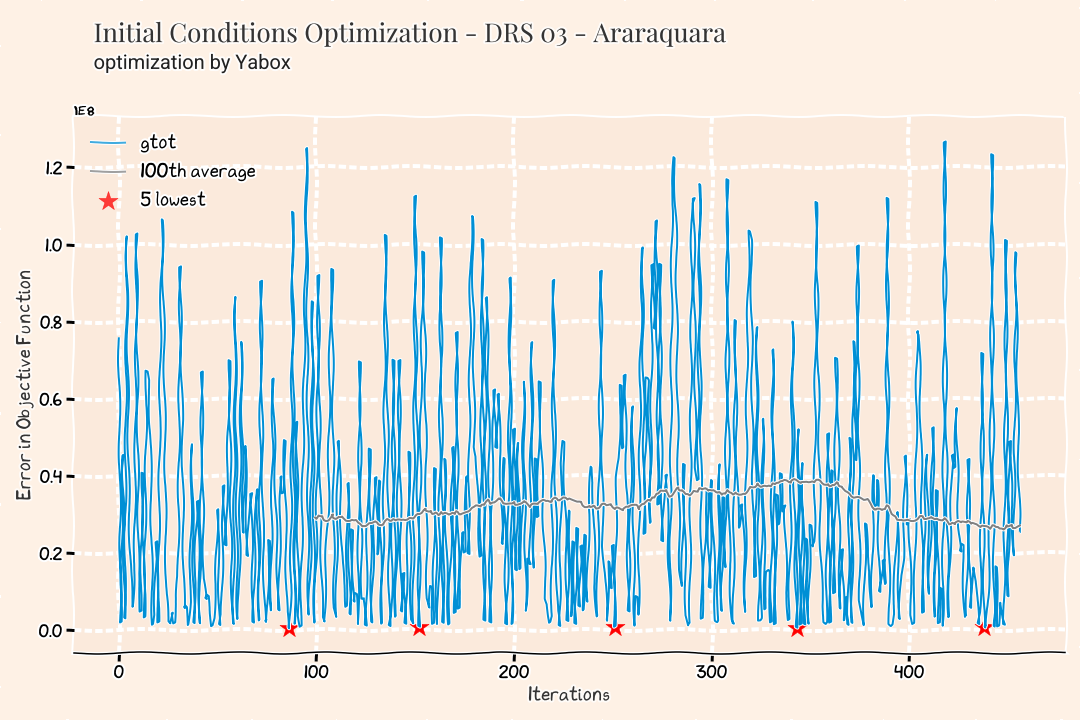 Initial Conditions Optimization - DRS 03 - Araraquara
optimization by Yabox
1E8
gtot
100th average
5 lowest
1.2
1.0
0.8
0.6
0.4
0.2
0.0
Error in Objective Function
0 100 200 300 400
Iterations